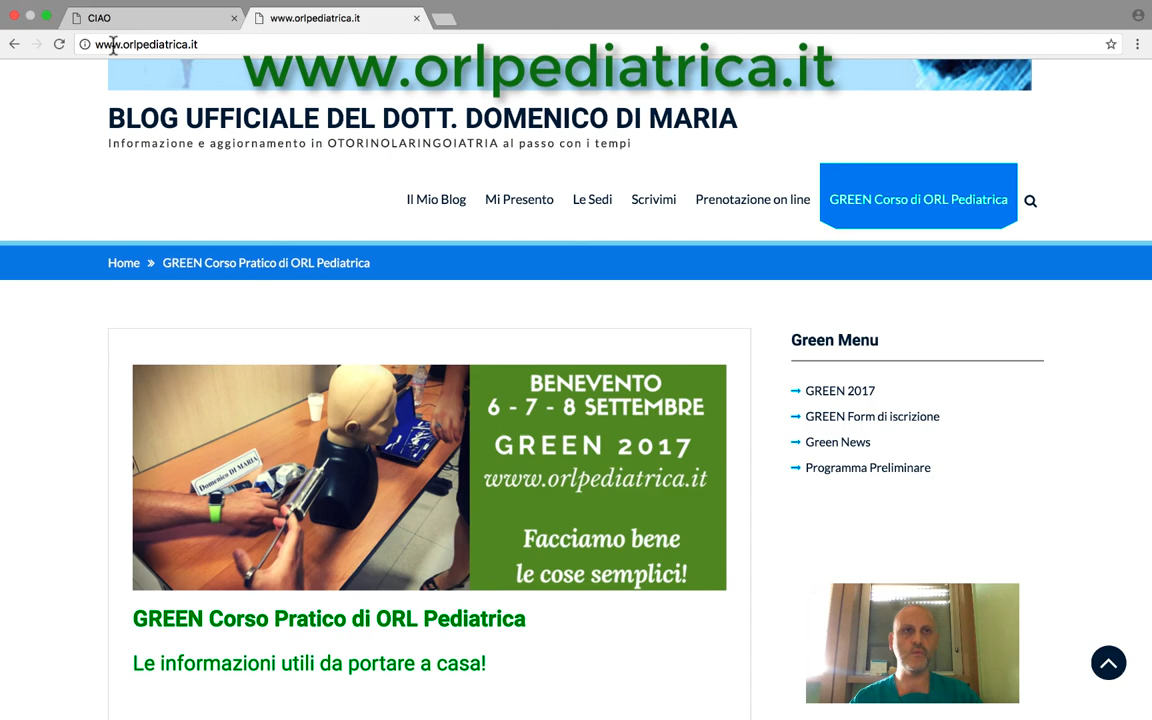 CIAO
www.orlpediatrica.it
www.orlpediatrica.it
www.orlpediatrica.it
BLOG UFFICIALE DEL DOTT. DOMENICO DI MARIA
Informazione e aggiornamento in OTORINOLARINGOIATRIA al passo con i tempi
Il Mio Blog
Mi Presento
Le Sedi
Scrivimi
Prenotazione on line
GREEN Corso di ORL Pediatrica
Home » GREEN Corso Pratico di ORL Pediatrica
Domenico DI MARIA
BENEVENTO
6 - 7 - 8 SETTEMBRE
GREEN 2017
www.orlpediatrica.it
Facciamo bene
le cose semplici!
GREEN Corso Pratico di ORL Pediatrica
Le informazioni utili da portare a casa!
Green Menu
GREEN 2017
GREEN Form di iscrizione
Green News
Programma Preliminare